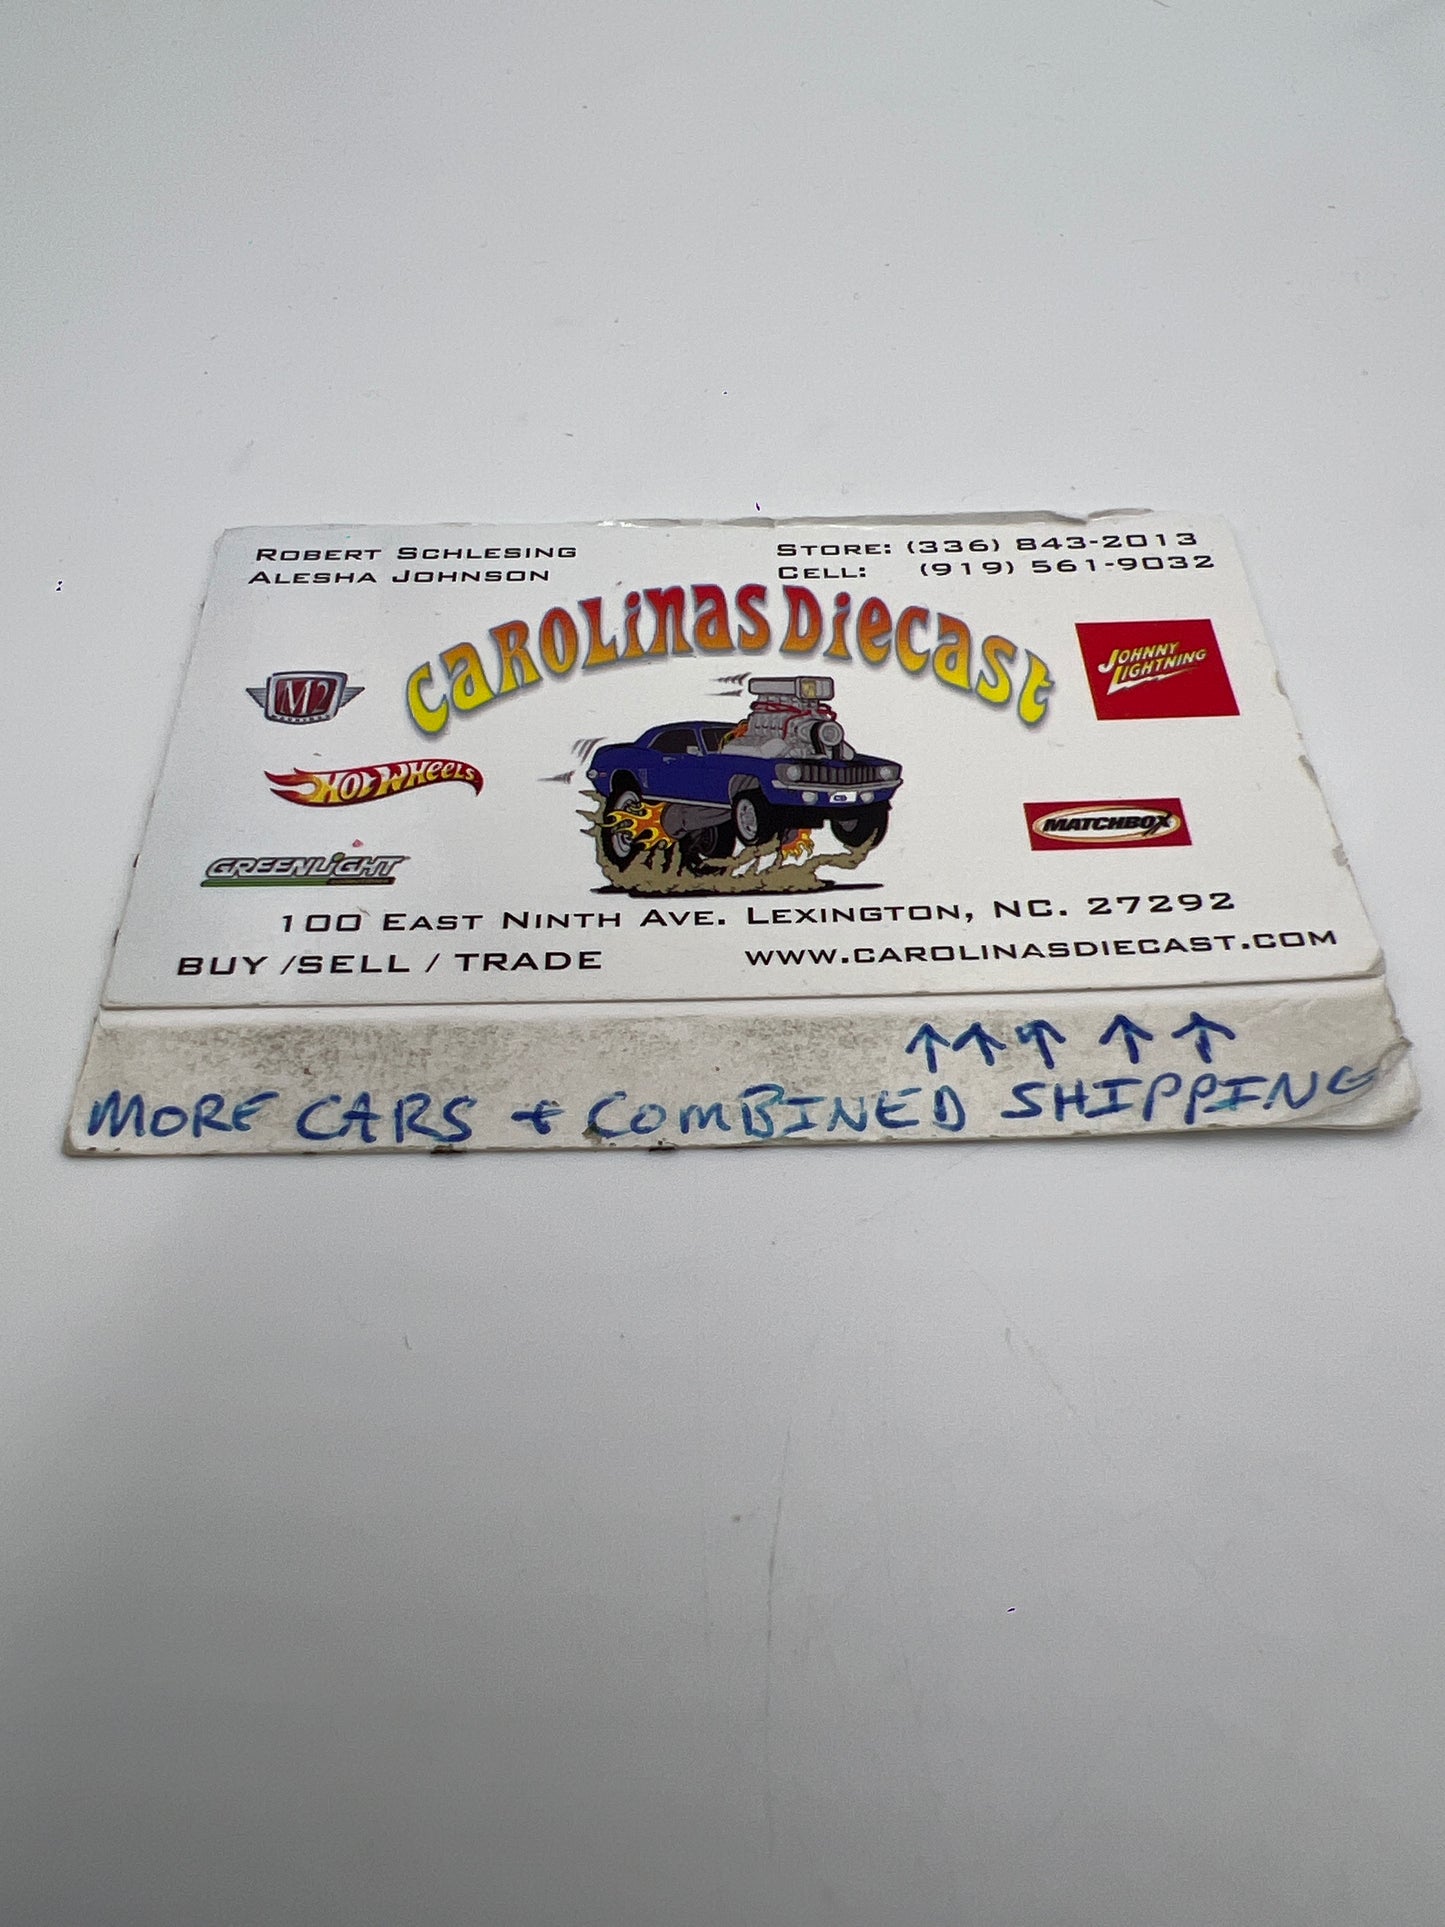 ROBERT SCHLESING
ALESHA JOHNSON
STORE: (336) 843-2013
CELL: (919) 561-9032
CAROLINAS DIECAST
M2
JOHNNY LIGHTNING
HOT WHEELS
MATCHBOX
GREENLIGHT
100 EAST NINTH AVE. LEXINGTON, NC. 27292
BUY /SELL / TRADE
WWW.CAROLINASDIECAST.COM
↑ ↑ ↑ ↑ ↑
MORE CARS + COMBINED SHIPPING